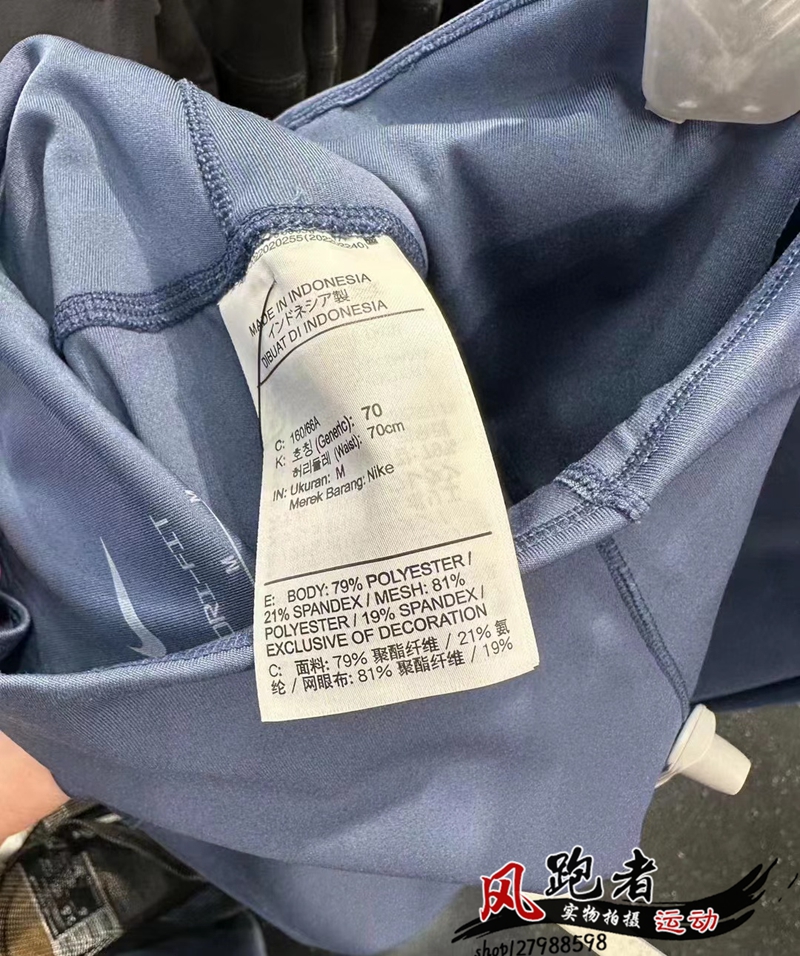 MADE IN INDONESIA
インドネシア製
DIBUAT DI INDONESIA
C: 160/66A
K: 호칭 (Generic): 70
허리둘레 (Waist): 70cm
IN: Ukuran: M
Merek Barang: Nike
E: BODY: 79% POLYESTER /
21% SPANDEX / MESH: 81%
POLYESTER / 19% SPANDEX /
EXCLUSIVE OF DECORATION
C: 面料: 79% 聚酯纤维 / 21% 氨
纶 / 网眼布: 81% 聚酯纤维 / 19%
M
DRI-FIT
M
风跑者
实物拍摄 运动
shop127988598